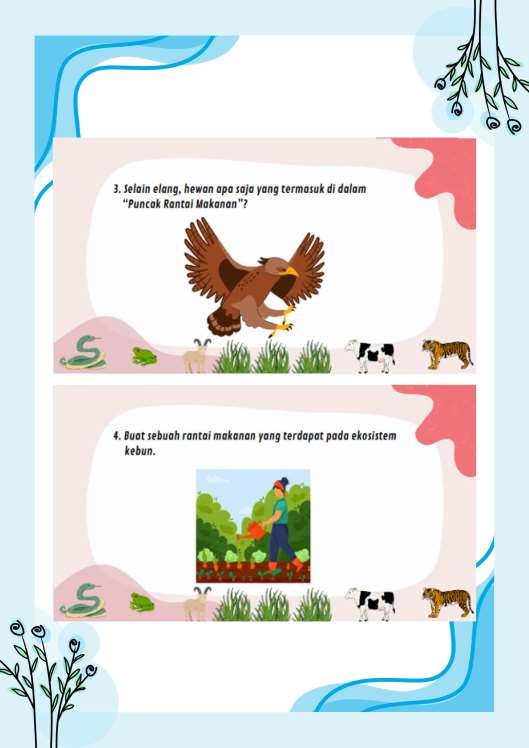 3. Selain elang, hewan apa saja yang termasuk di dalam
"Puncak Rantai Makanan"?
4. Buat sebuah rantai makanan yang terdapat pada ekosistem
kebun.